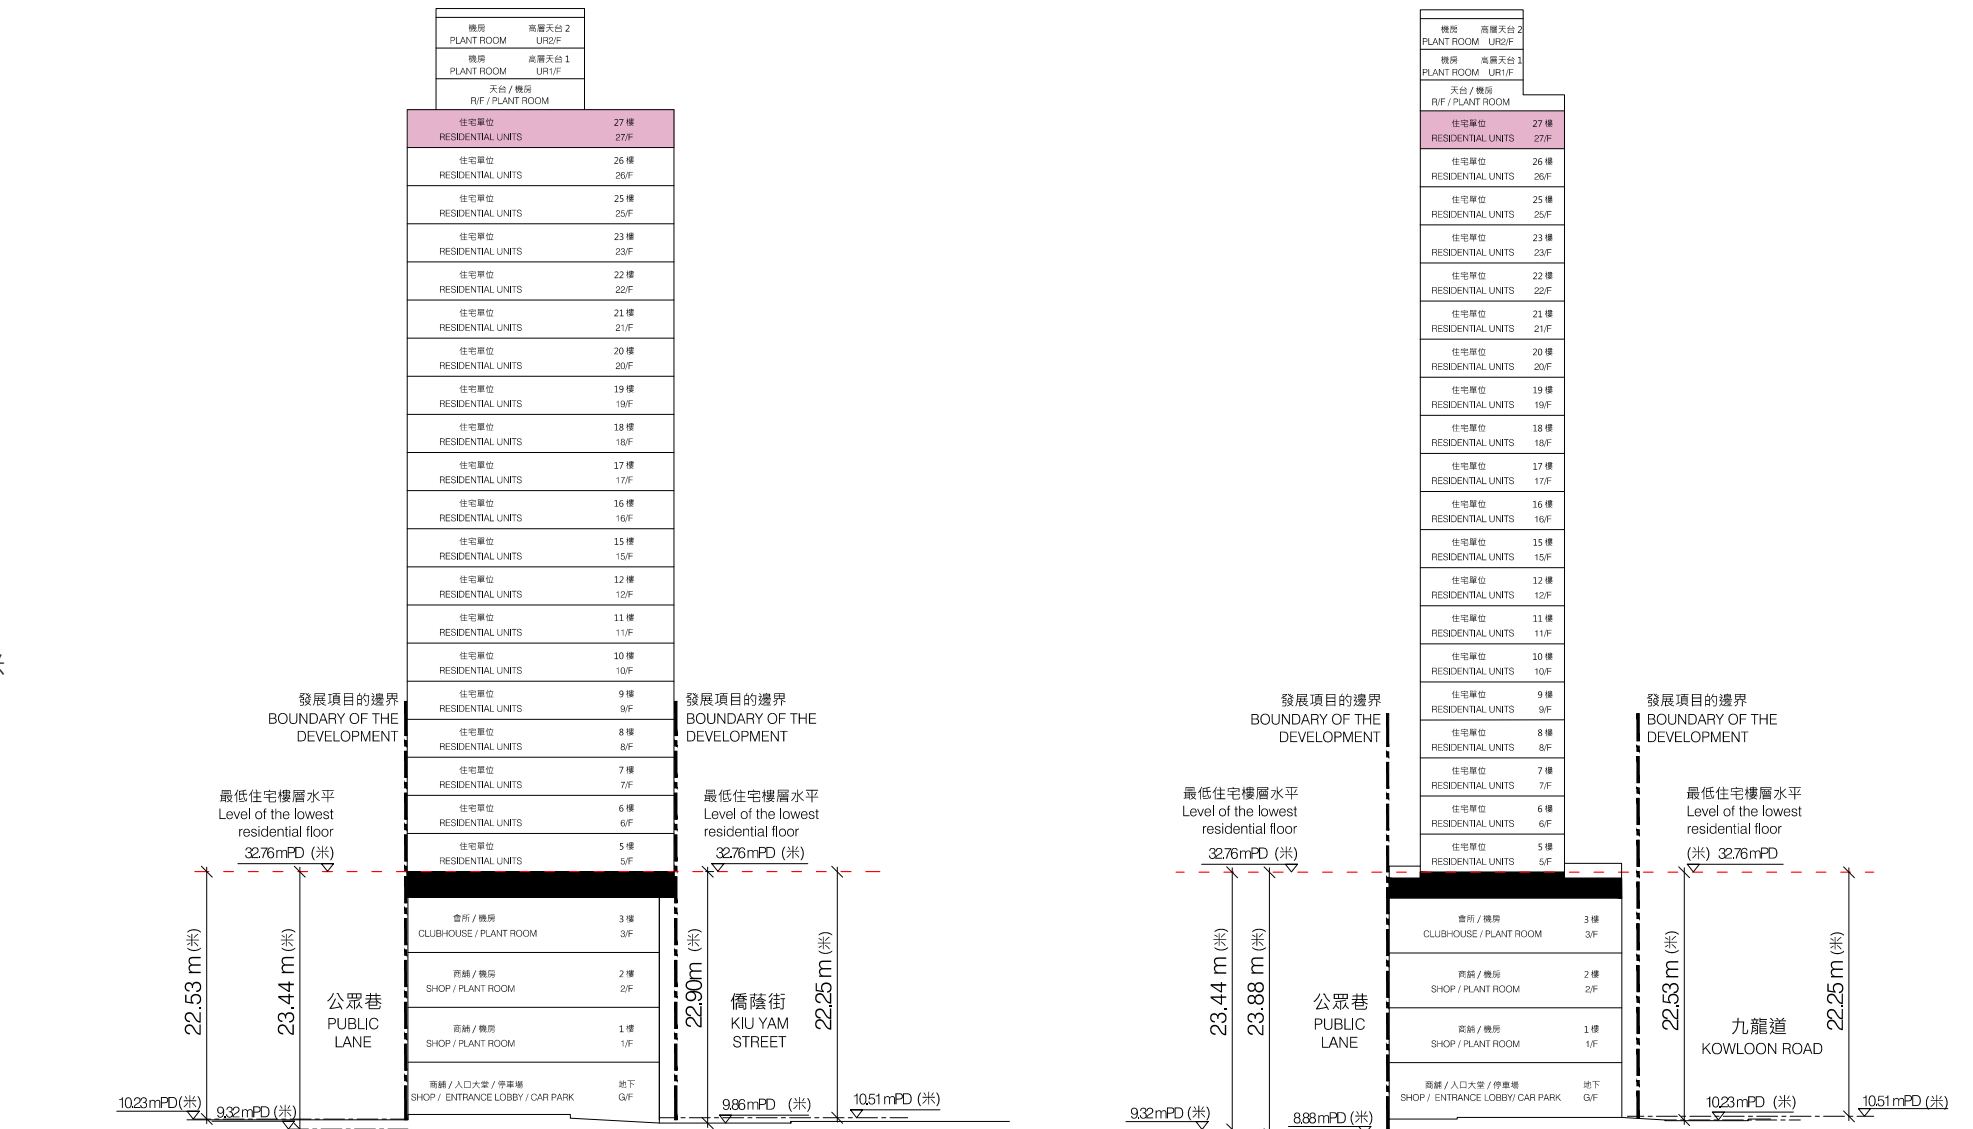 機房 高層天台 2
PLANT ROOM UR2/F
機房 高層天台 1
PLANT ROOM UR1/F
天台 / 機房
R/F / PLANT ROOM
住宅單位 27 樓
RESIDENTIAL UNITS 27/F
住宅單位 26 樓
RESIDENTIAL UNITS 26/F
住宅單位 25 樓
RESIDENTIAL UNITS 25/F
住宅單位 23 樓
RESIDENTIAL UNITS 23/F
住宅單位 22 樓
RESIDENTIAL UNITS 22/F
住宅單位 21 樓
RESIDENTIAL UNITS 21/F
住宅單位 20 樓
RESIDENTIAL UNITS 20/F
住宅單位 19 樓
RESIDENTIAL UNITS 19/F
住宅單位 18 樓
RESIDENTIAL UNITS 18/F
住宅單位 17 樓
RESIDENTIAL UNITS 17/F
住宅單位 16 樓
RESIDENTIAL UNITS 16/F
住宅單位 15 樓
RESIDENTIAL UNITS 15/F
住宅單位 12 樓
RESIDENTIAL UNITS 12/F
住宅單位 11 樓
RESIDENTIAL UNITS 11/F
住宅單位 10 樓
RESIDENTIAL UNITS 10/F
住宅單位 9 樓
RESIDENTIAL UNITS 9/F
住宅單位 8 樓
RESIDENTIAL UNITS 8/F
住宅單位 7 樓
RESIDENTIAL UNITS 7/F
住宅單位 6 樓
RESIDENTIAL UNITS 6/F
住宅單位 5 樓
RESIDENTIAL UNITS 5/F
會所 / 機房 3 樓
CLUBHOUSE / PLANT ROOM 3/F
商舖 / 機房 2 樓
SHOP / PLANT ROOM 2/F
商舖 / 機房 1 樓
SHOP / PLANT ROOM 1/F
商舖 / 入口大堂 / 停車場 地下
SHOP / ENTRANCE LOBBY / CAR PARK G/F
發展項目的邊界
BOUNDARY OF THE
DEVELOPMENT
最低住宅樓層水平
Level of the lowest
residential floor
32.76mPD (米)
22.53 m (米)
23.44 m (米)
公眾巷
PUBLIC
LANE
10.23mPD(米)
9.32mPD (米)
發展項目的邊界
BOUNDARY OF THE
DEVELOPMENT
最低住宅樓層水平
Level of the lowest
residential floor
32.76mPD (米)
22.90m (米)
僑蔭街
KIU YAM
STREET
22.25 m (米)
9.86mPD (米)
10.51mPD (米)
機房 高層天台 2
PLANT ROOM UR2/F
機房 高層天台 1
PLANT ROOM UR1/F
天台 / 機房
R/F / PLANT ROOM
住宅單位 27 樓
RESIDENTIAL UNITS 27/F
住宅單位 26 樓
RESIDENTIAL UNITS 26/F
住宅單位 25 樓
RESIDENTIAL UNITS 25/F
住宅單位 23 樓
RESIDENTIAL UNITS 23/F
住宅單位 22 樓
RESIDENTIAL UNITS 22/F
住宅單位 21 樓
RESIDENTIAL UNITS 21/F
住宅單位 20 樓
RESIDENTIAL UNITS 20/F
住宅單位 19 樓
RESIDENTIAL UNITS 19/F
住宅單位 18 樓
RESIDENTIAL UNITS 18/F
住宅單位 17 樓
RESIDENTIAL UNITS 17/F
住宅單位 16 樓
RESIDENTIAL UNITS 16/F
住宅單位 15 樓
RESIDENTIAL UNITS 15/F
住宅單位 12 樓
RESIDENTIAL UNITS 12/F
住宅單位 11 樓
RESIDENTIAL UNITS 11/F
住宅單位 10 樓
RESIDENTIAL UNITS 10/F
住宅單位 9 樓
RESIDENTIAL UNITS 9/F
住宅單位 8 樓
RESIDENTIAL UNITS 8/F
住宅單位 7 樓
RESIDENTIAL UNITS 7/F
住宅單位 6 樓
RESIDENTIAL UNITS 6/F
住宅單位 5 樓
RESIDENTIAL UNITS 5/F
會所 / 機房 3 樓
CLUBHOUSE / PLANT ROOM 3/F
商舖 / 機房 2 樓
SHOP / PLANT ROOM 2/F
商舖 / 機房 1 樓
SHOP / PLANT ROOM 1/F
商舖 / 入口大堂 / 停車場 地下
SHOP / ENTRANCE LOBBY/ CAR PARK G/F
發展項目的邊界
BOUNDARY OF THE
DEVELOPMENT
最低住宅樓層水平
Level of the lowest
residential floor
32.76mPD (米)
23.44 m (米)
23.88 m (米)
公眾巷
PUBLIC
LANE
9.32mPD (米)
8.88mPD (米)
發展項目的邊界
BOUNDARY OF THE
DEVELOPMENT
最低住宅樓層水平
Level of the lowest
residential floor
(米) 32.76mPD
22.53 m (米)
九龍道
KOWLOON ROAD
22.25m (米)
10.23mPD (米)
10.51mPD (米)